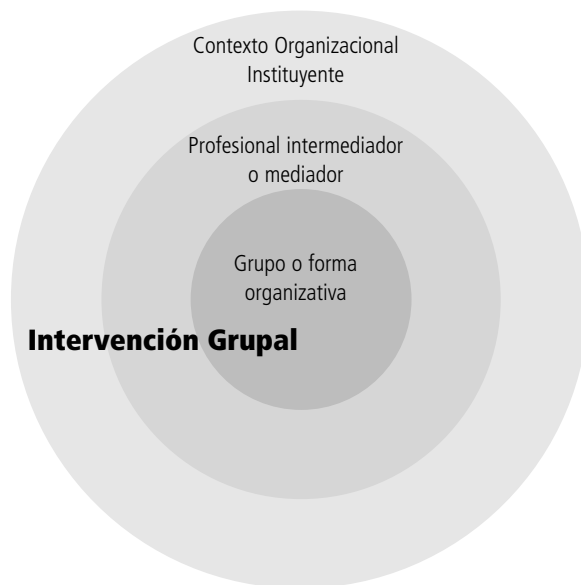 Contexto Organizacional
Instituyente
Profesional intermediador
o mediador
Grupo o forma
organizativa
Intervención Grupal